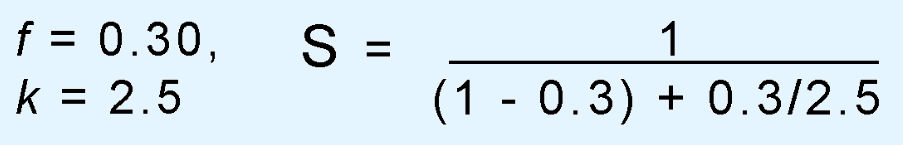 f = 0.30,
k = 2.5
S = 1
(1 - 0.3) + 0.3/2.5